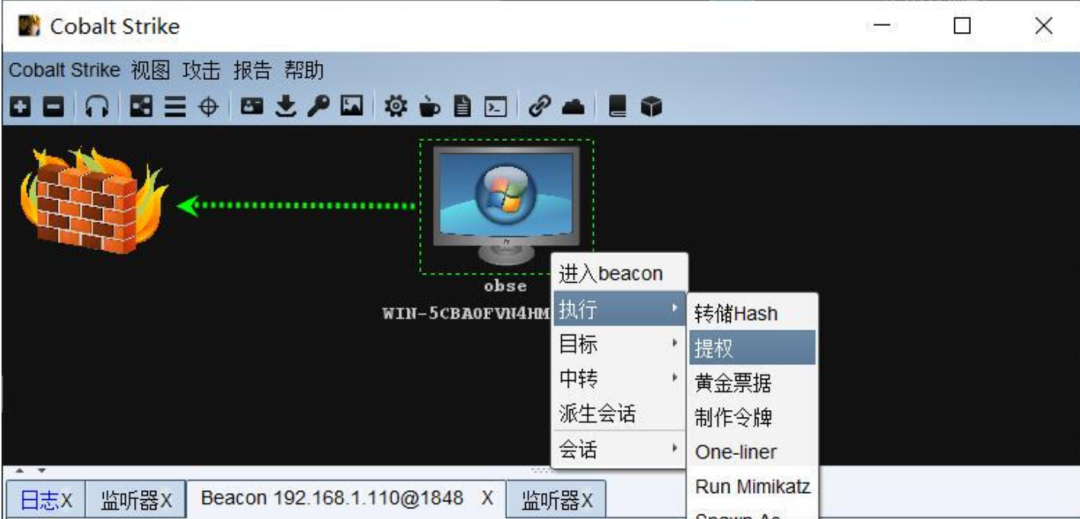 Cobalt Strike
Cobalt Strike 视图 攻击 报告 帮助
obse
WIN-5CBAOFVN4HM
进入beacon
执行
目标
中转
派生会话
会话
转储Hash
提权
黄金票据
制作令牌
One-liner
Run Mimikatz
Spawn As
日志X 监听器X Beacon 192.168.1.110@1848 X 监听器X